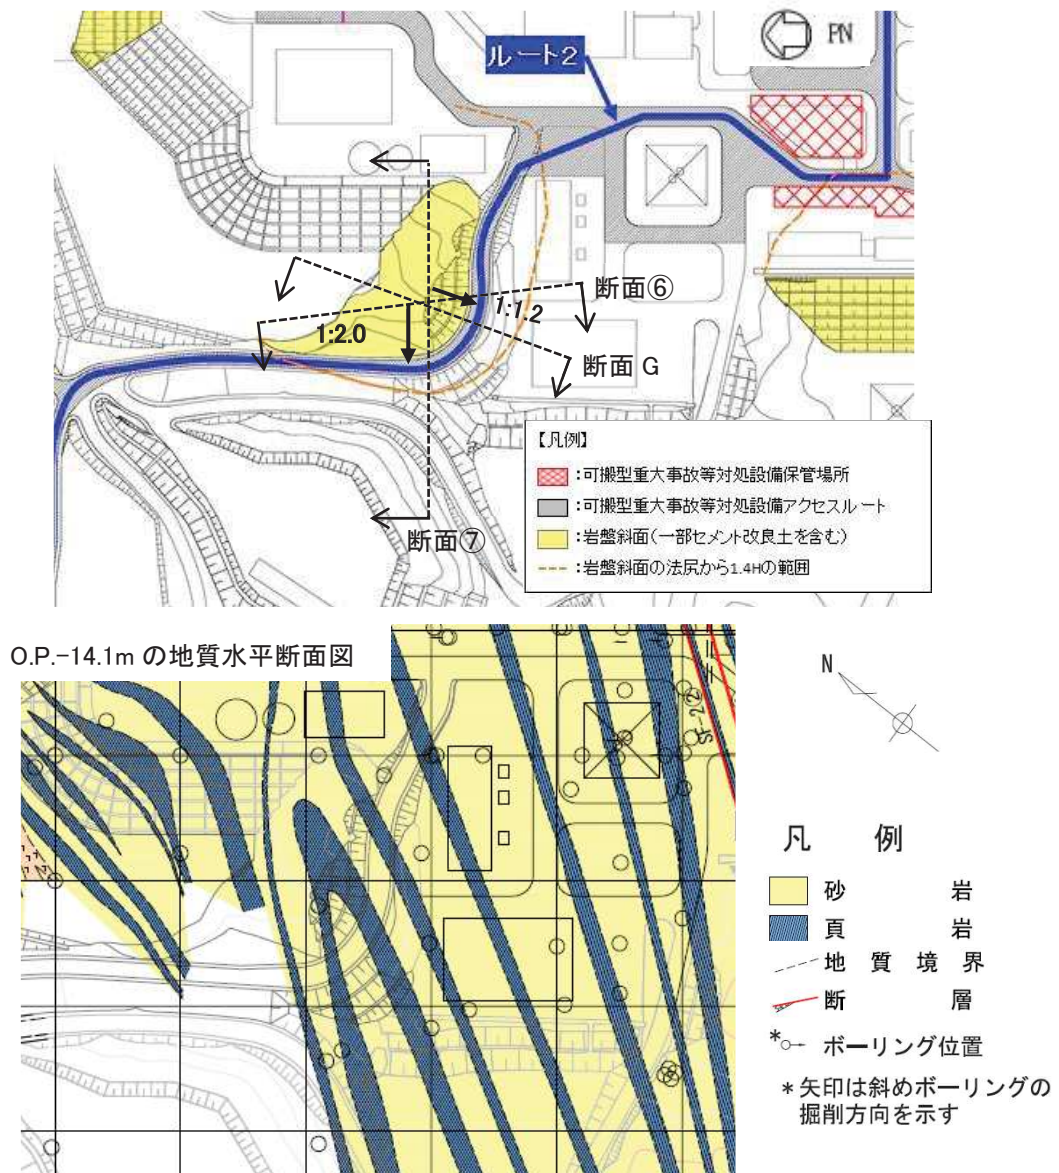 ルート2
PN
断面⑥
1:1.2
1:2.0
断面 G
断面⑦
【凡例】
:可搬型重大事故等対処設備保管場所
:可搬型重大事故等対処設備アクセスルート
:岩盤斜面(一部セメント改良土を含む)
:岩盤斜面の法尻から1.4Hの範囲
O.P.-14.1m の地質水平断面図
N
凡 例
砂 岩
頁 岩
地 質 境 界
断 層
*ボーリング位置
*矢印は斜めボーリングの
掘削方向を示す